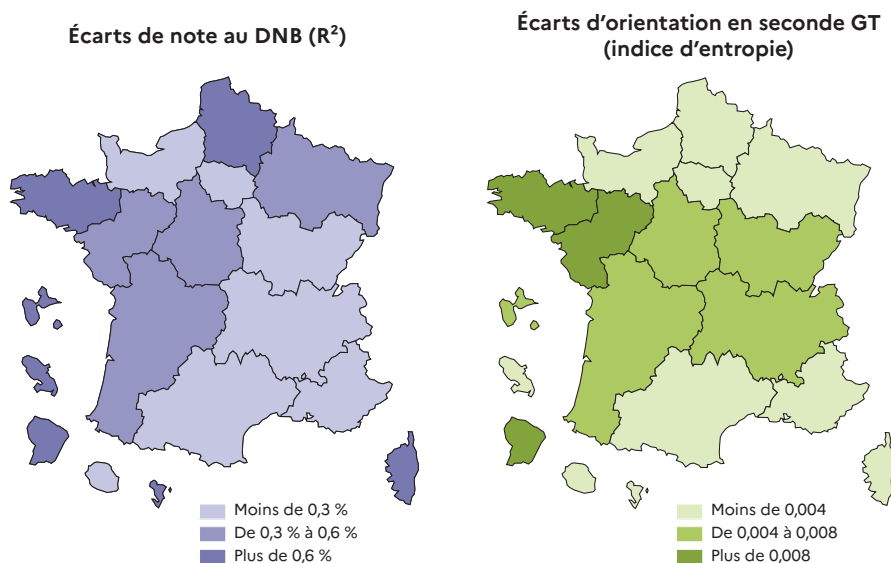 Écarts de note au DNB (R²)
Moins de 0,3 %
De 0,3 % à 0,6 %
Plus de 0,6 %
Écarts d’orientation en seconde GT
(indice d’entropie)
Moins de 0,004
De 0,004 à 0,008
Plus de 0,008